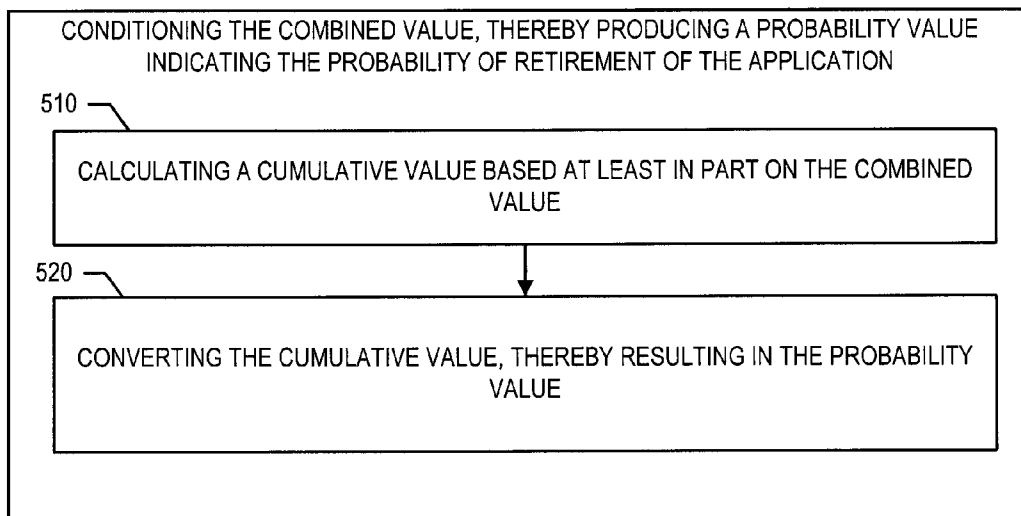 CONDITIONING THE COMBINED VALUE, THEREBY PRODUCING A PROBABILITY VALUE
INDICATING THE PROBABILITY OF RETIREMENT OF THE APPLICATION
510
CALCULATING A CUMULATIVE VALUE BASED AT LEAST IN PART ON THE COMBINED
VALUE
520
CONVERTING THE CUMULATIVE VALUE, THEREBY RESULTING IN THE PROBABILITY
VALUE